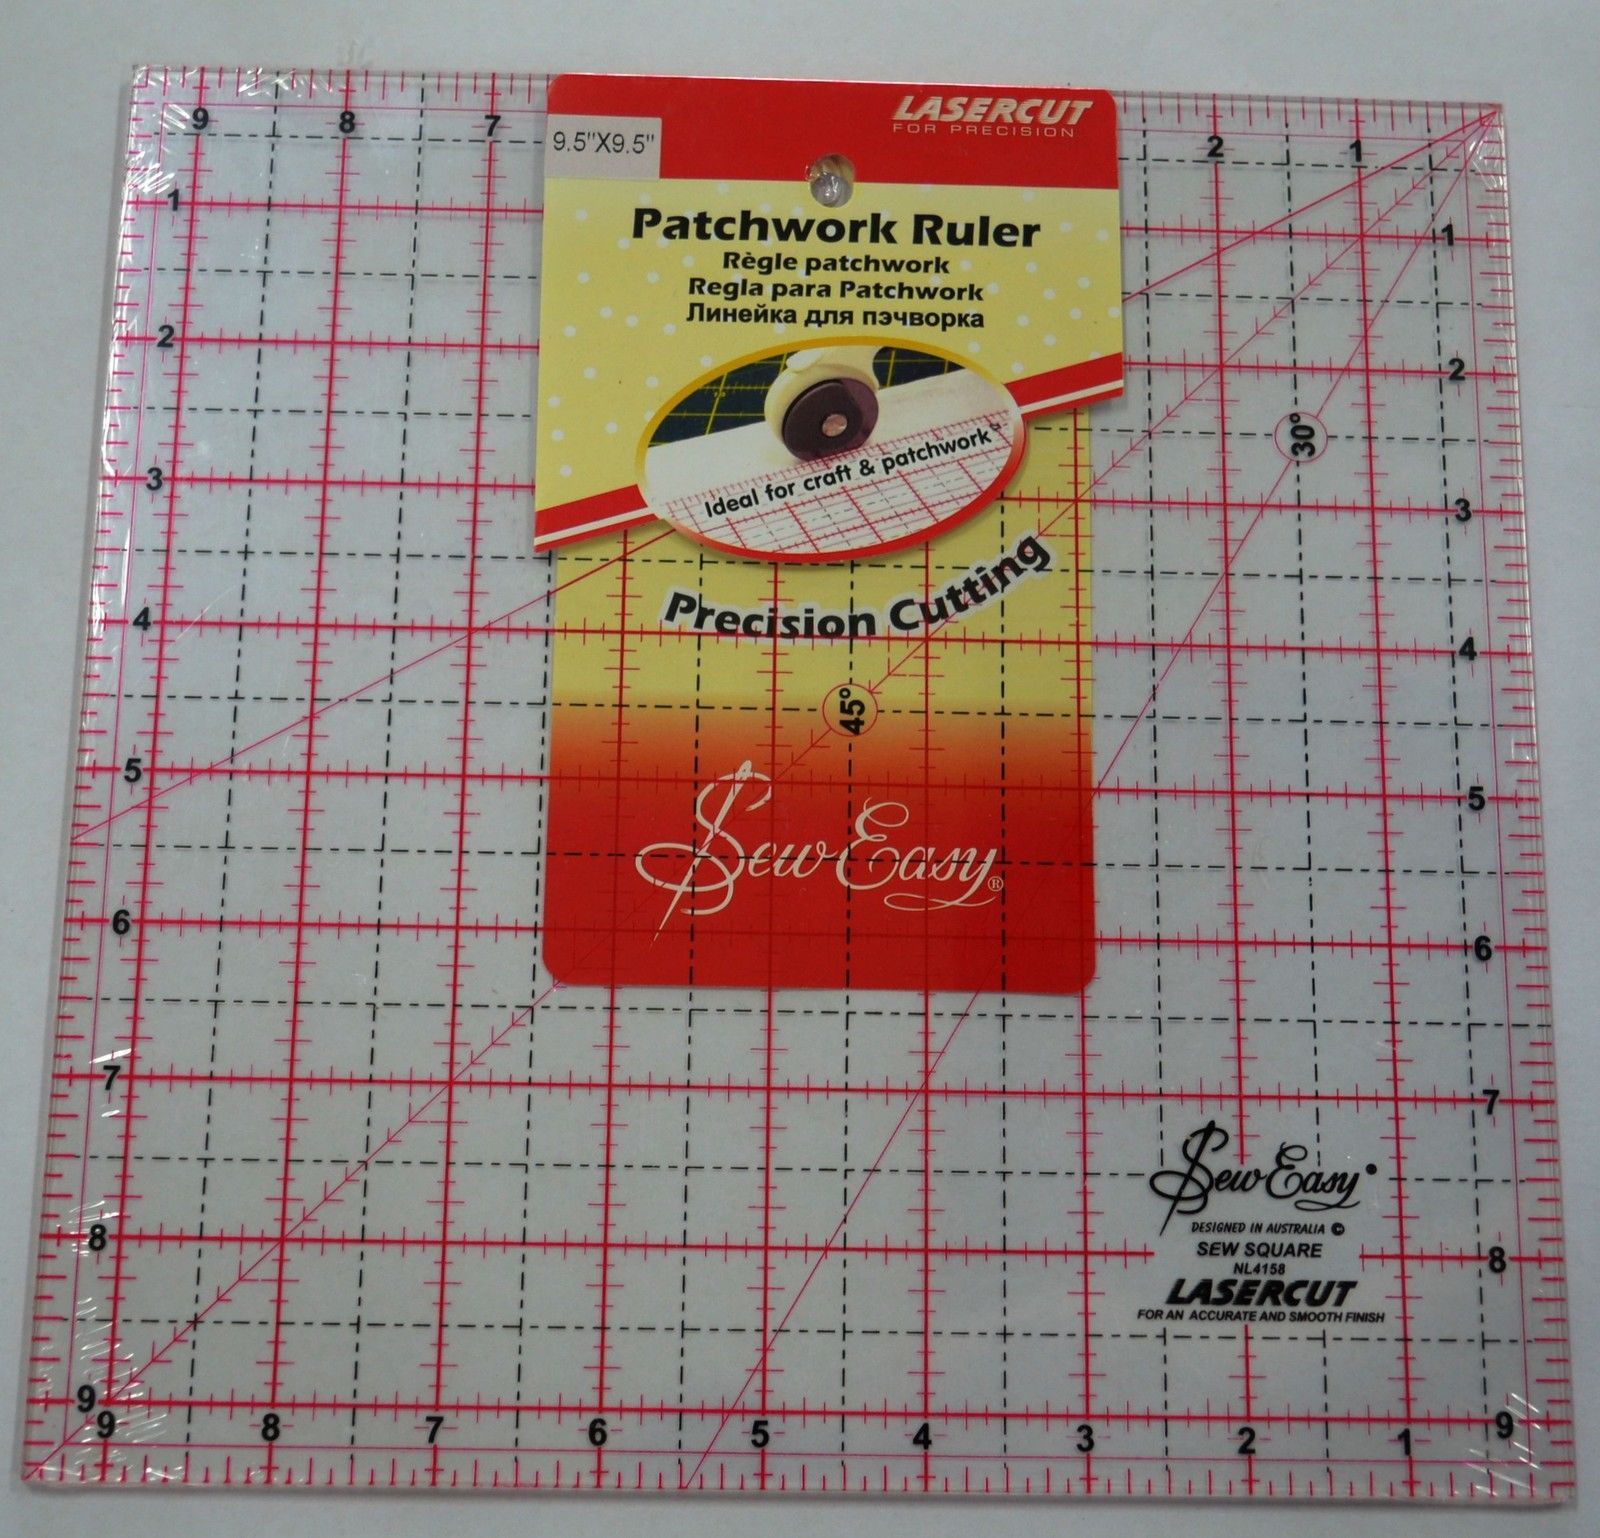 LASERCUT
FOR PRECISION
9.5"X9.5"
Patchwork Ruler
Règle patchwork
Regla para Patchwork
Линейка для пэчворка
Ideal for craft & patchwork
Precision Cutting
Sew Easy®
9 8 7 2 1
1
2
3
4
5
6
7
8
9
1
2
3
4
5
6
7
8
9
30°
45°
Sew Easy
DESIGNED IN AUSTRALIA ©
SEW SQUARE
NL4158
LASERCUT
FOR AN ACCURATE AND SMOOTH FINISH
9 8 7 6 5 4 3 2 1